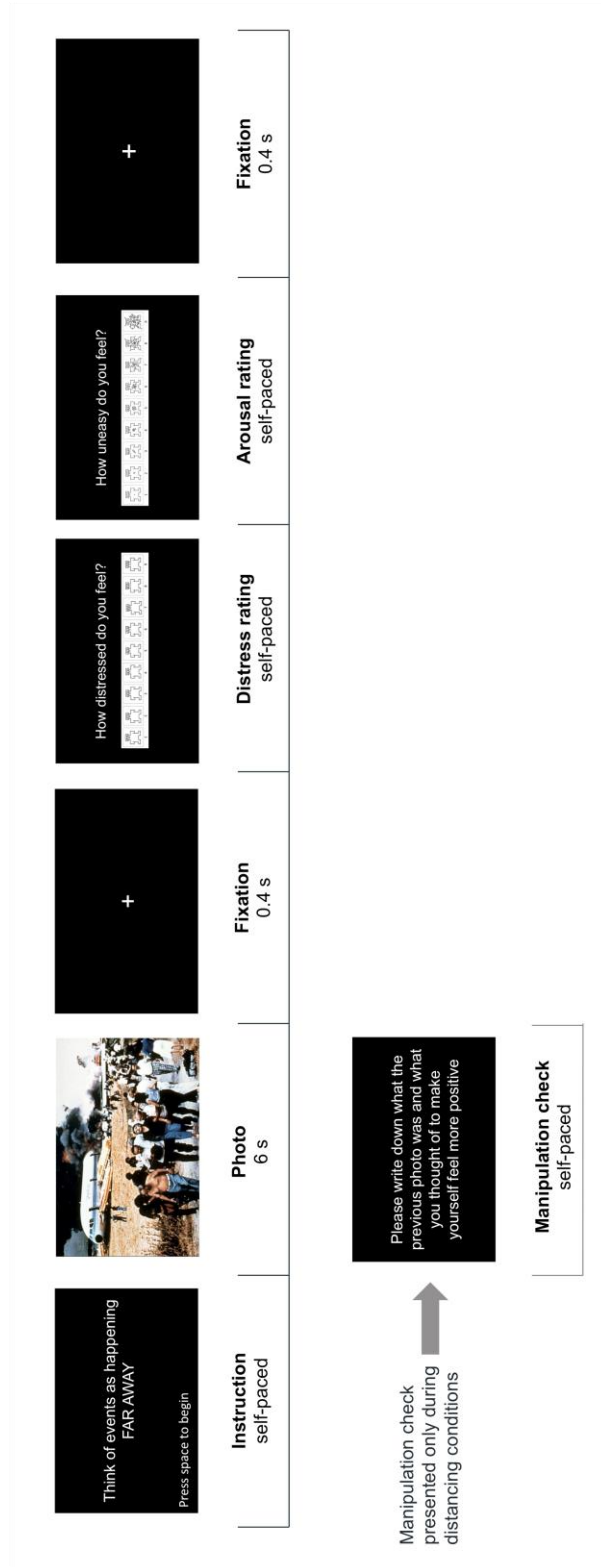 Think of events as happening
FAR AWAY
Press space to begin
Instruction
self-paced
Photo
6 s
+
Fixation
0.4 s
How distressed do you feel?
Distress rating
self-paced
How uneasy do you feel?
Arousal rating
self-paced
+
Fixation
0.4 s
Manipulation check
presented only during
distancing conditions
Please write down what the
previous photo was and what
you thought of to make
yourself feel more positive
Manipulation check
self-paced